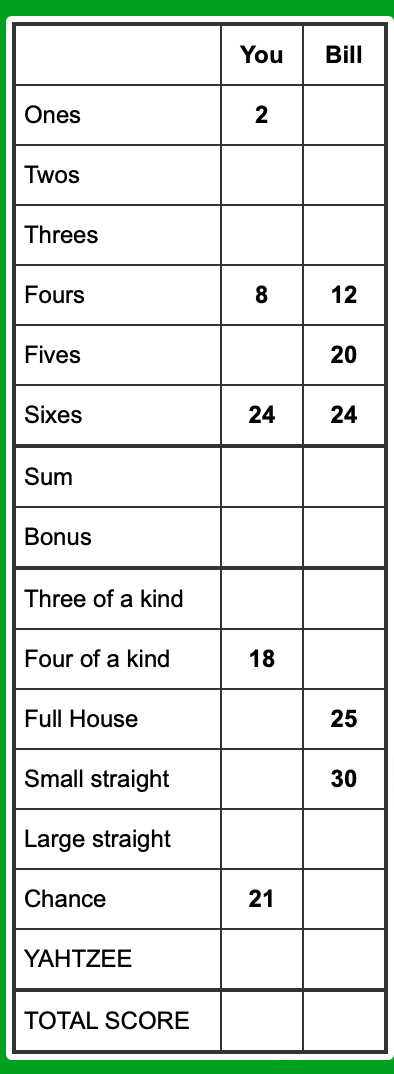 You Bill
Ones 2
Twos
Threes
Fours 8 12
Fives 20
Sixes 24 24
Sum
Bonus
Three of a kind
Four of a kind 18
Full House 25
Small straight 30
Large straight
Chance 21
YAHTZEE
TOTAL SCORE